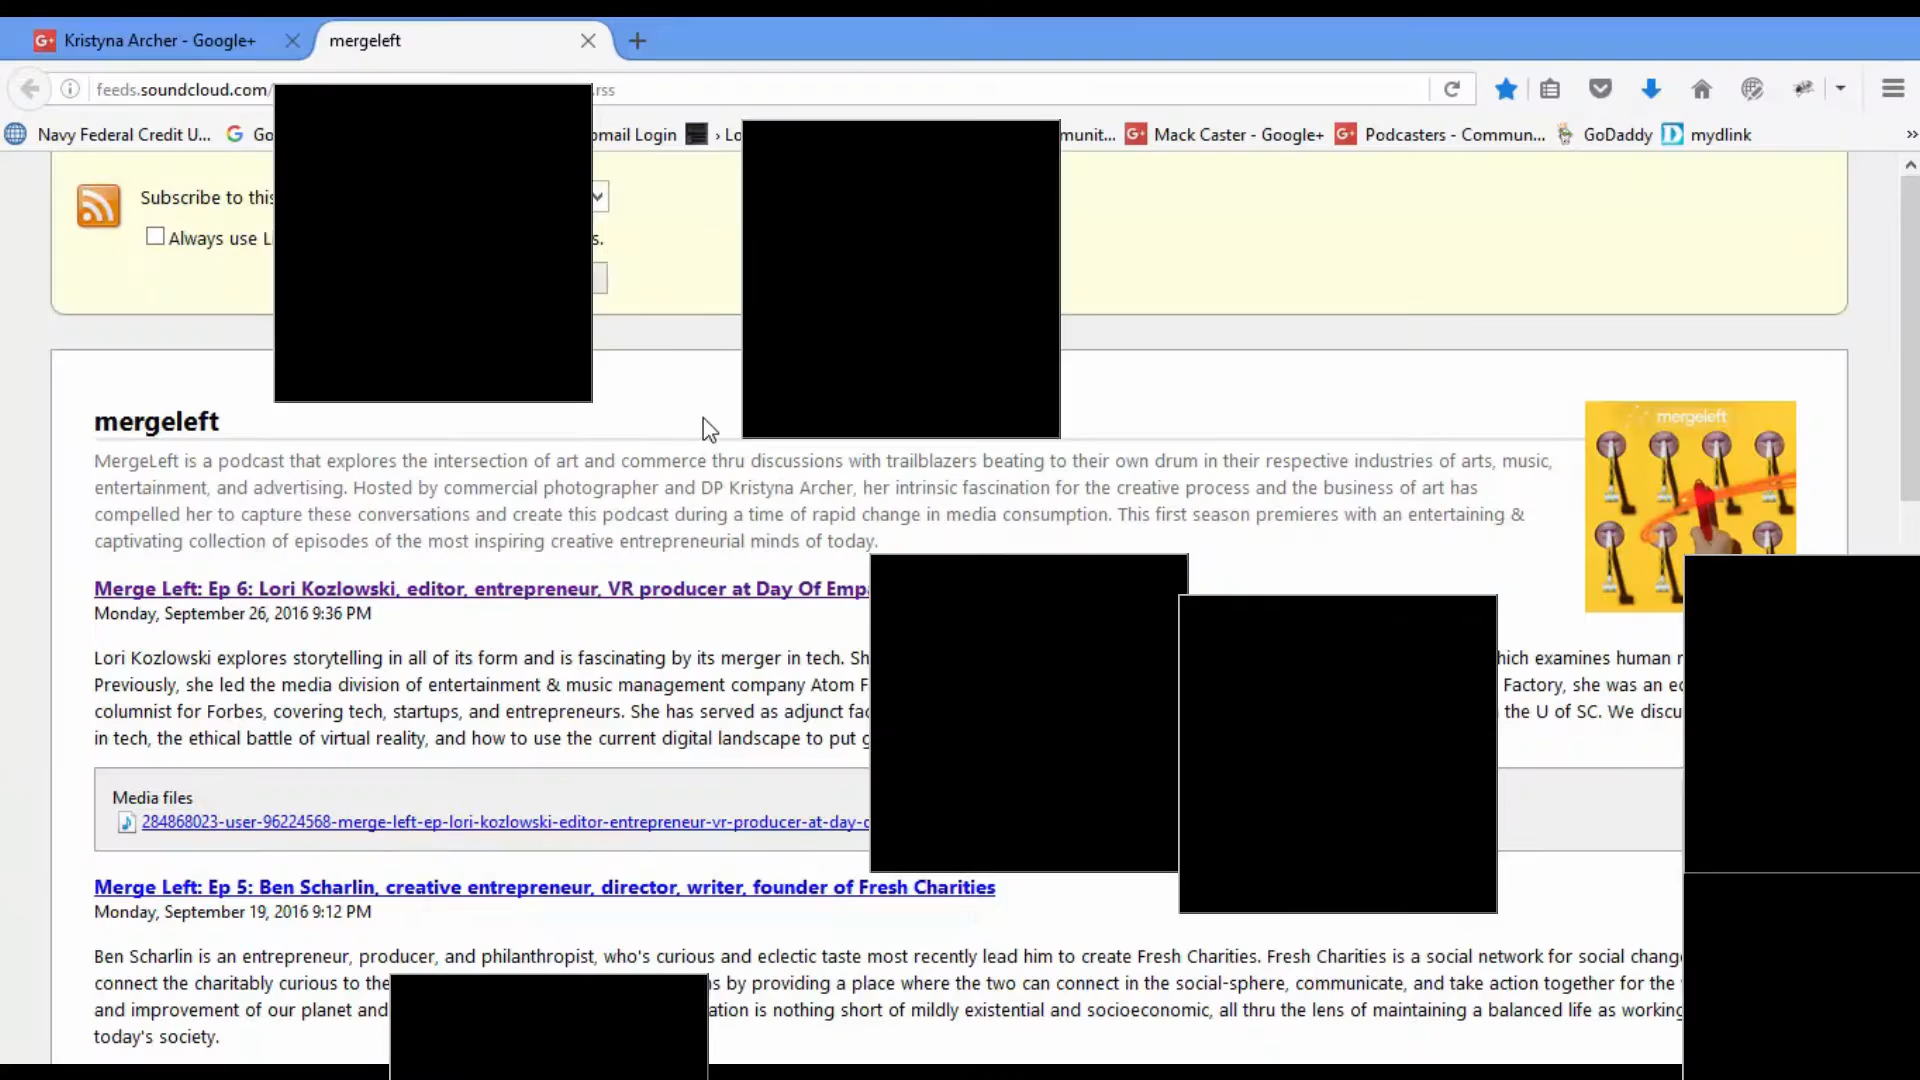 Kristyna Archer - Google+
mergeleft
feeds.soundcloud.com/ .rss
Navy Federal Credit U... Login › munit... Mack Caster - Google+ Podcasters - Commun... GoDaddy mydlink »
Subscribe to this
Always use s.
mergeleft
mergeleft
MergeLeft is a podcast that explores the intersection of art and commerce thru discussions with trailblazers beating to their own drum in their respective industries of arts, music,
entertainment, and advertising. Hosted by commercial photographer and DP Kristyna Archer, her intrinsic fascination for the creative process and the business of art has
compelled her to capture these conversations and create this podcast during a time of rapid change in media consumption. This first season premieres with an entertaining &
captivating collection of episodes of the most inspiring creative entrepreneurial minds of today.
Merge Left: Ep 6: Lori Kozlowski, editor, entrepreneur, VR producer at Day Of
Monday, September 26, 2016 9:36 PM
Lori Kozlowski explores storytelling in all of its form and is fascinating by its merger in tech. examines human
Previously, she led the media division of entertainment & music management company Atom Factory, she was an
columnist for Forbes, covering tech, startups, and entrepreneurs. She has served as adjunct the U of SC. We
in tech, the ethical battle of virtual reality, and how to use the current digital landscape to put
Media files
284868023-user-96224568-merge-left-ep-lori-kozlowski-editor-entrepreneur-vr-producer-at-day-
Merge Left: Ep 5: Ben Scharlin, creative entrepreneur, director, writer, founder of Fresh Charities
Monday, September 19, 2016 9:12 PM
Ben Scharlin is an entrepreneur, producer, and philanthropist, who's curious and eclectic taste most recently lead him to create Fresh Charities. Fresh Charities is a social network for social
connect the charitably curious to the by providing a place where the two can connect in the social-sphere, communicate, and take action together for the
and improvement of our planet and is nothing short of mildly existential and socioeconomic, all thru the lens of maintaining a balanced life as
today's society.